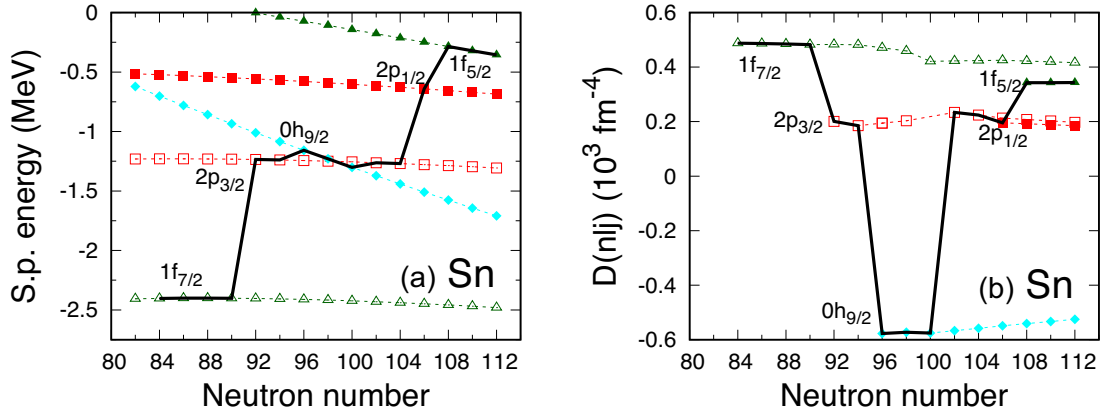 S.p. energy (MeV)
0
-0.5
-1
-1.5
-2
-2.5
2p1/2
1f5/2
0h9/2
2p3/2
1f7/2
(a) Sn
80 84 88 92 96 100 104 108 112
Neutron number
D(nlj) (10³ fm-4)
0.6
0.4
0.2
0
-0.2
-0.4
-0.6
1f7/2
1f5/2
2p3/2
2p1/2
0h9/2
(b) Sn
80 84 88 92 96 100 104 108 112
Neutron number